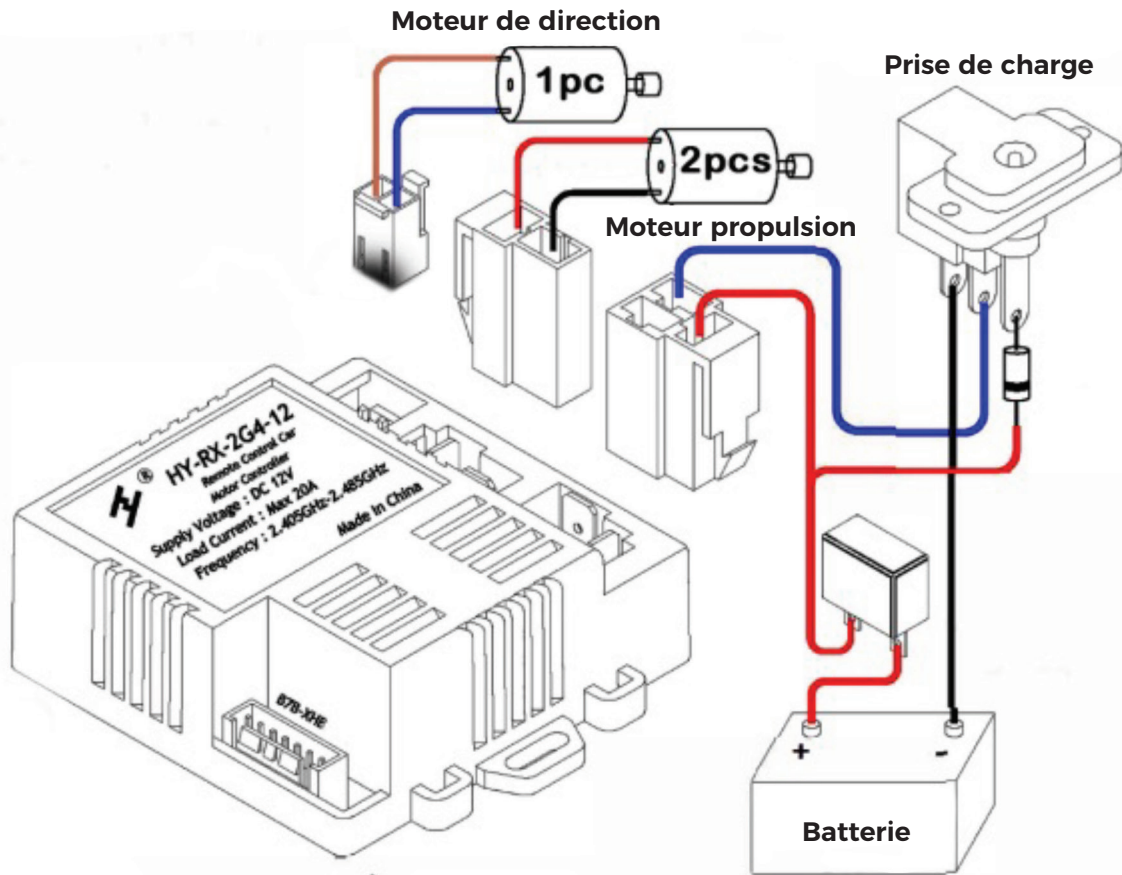 Moteur de direction
1pc
Prise de charge
2pcs
Moteur propulsion
HY-RX-2G4-12
Remote Control Car
Motor Controller
Supply Voltage : DC 12V
Load Current : Max 20A
Frequency : 2.405GHz-2.485GHz
Made In China
®
B7B-XHE
+ -
Batterie